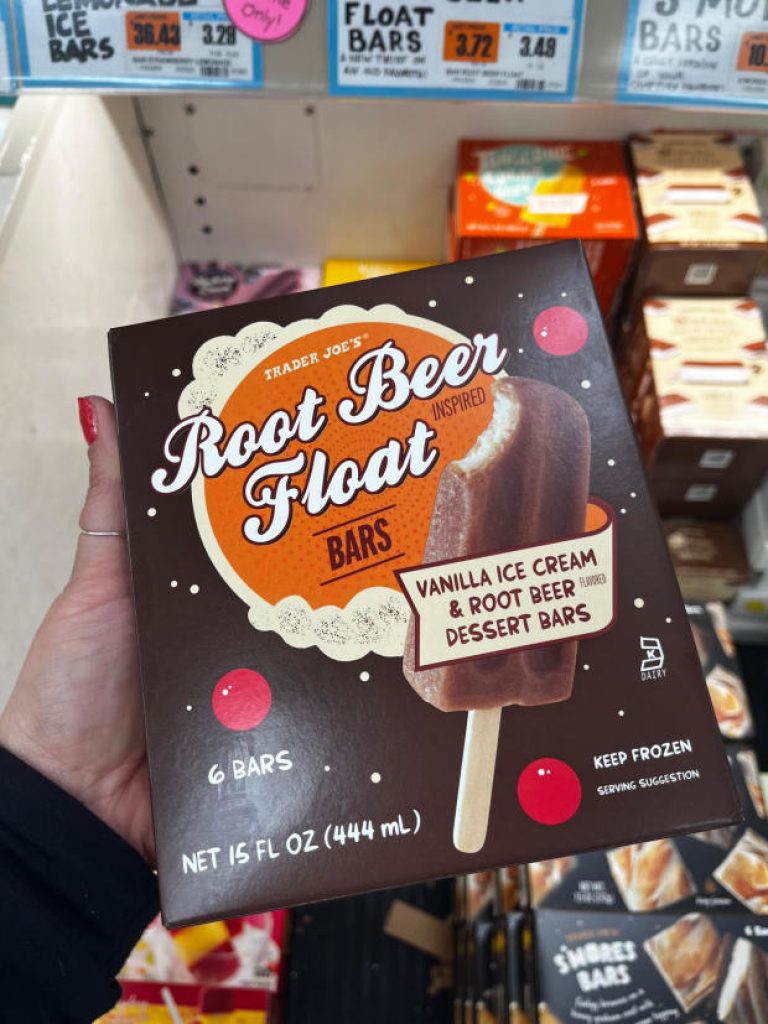 LEMONADE
ICE
BARS
36.43
3.29
Only!
FLOAT
BARS
3.72
3.49
BARS
TRADER JOE'S
Root Beer
INSPIRED
Float
BARS
VANILLA ICE CREAM
& ROOT BEER FLAVORED
DESSERT BARS
K
DAIRY
6 BARS
KEEP FROZEN
SERVING SUGGESTION
NET 15 FL OZ (444 mL)
S'MORES
BARS